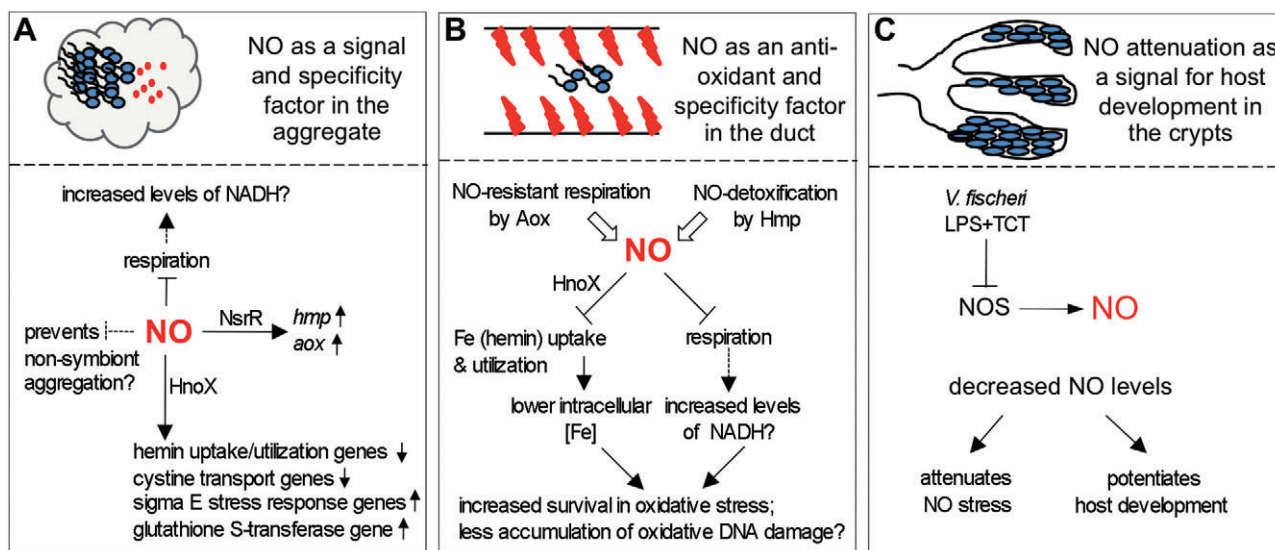 A
NO as a signal
and specificity
factor in the
aggregate
increased levels of NADH?
respiration
prevents
non-symbiont
aggregation?
NO
NsrR
hmp ↑
aox ↑
HnoX
hemin uptake/utilization genes ↓
cystine transport genes ↓
sigma E stress response genes ↑
glutathione S-transferase gene ↑
B
NO as an anti-
oxidant and
specificity factor
in the duct
NO-resistant respiration
by Aox
NO-detoxification
by Hmp
NO
HnoX
Fe (hemin) uptake
& utilization
respiration
lower intracellular
[Fe]
increased levels
of NADH?
increased survival in oxidative stress;
less accumulation of oxidative DNA damage?
C
NO attenuation as
a signal for host
development in
the crypts
V. fischeri
LPS+TCT
NOS
NO
decreased NO levels
attenuates
NO stress
potentiates
host development